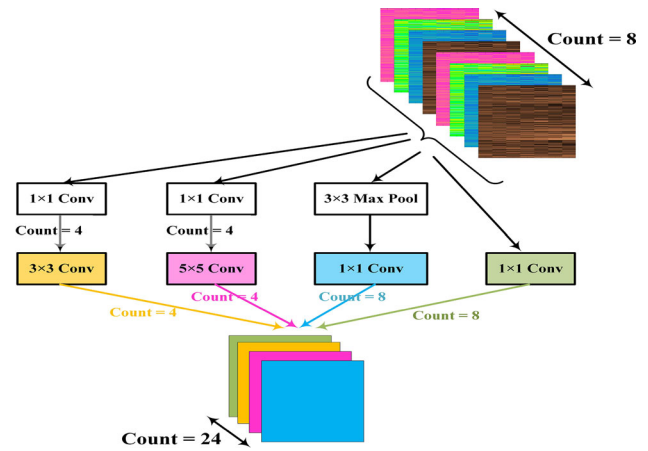 Count = 8
1×1 Conv
1×1 Conv
3×3 Max Pool
Count = 4
Count = 4
3×3 Conv
5×5 Conv
1×1 Conv
1×1 Conv
Count = 4
Count = 4
Count = 8
Count = 8
Count = 24